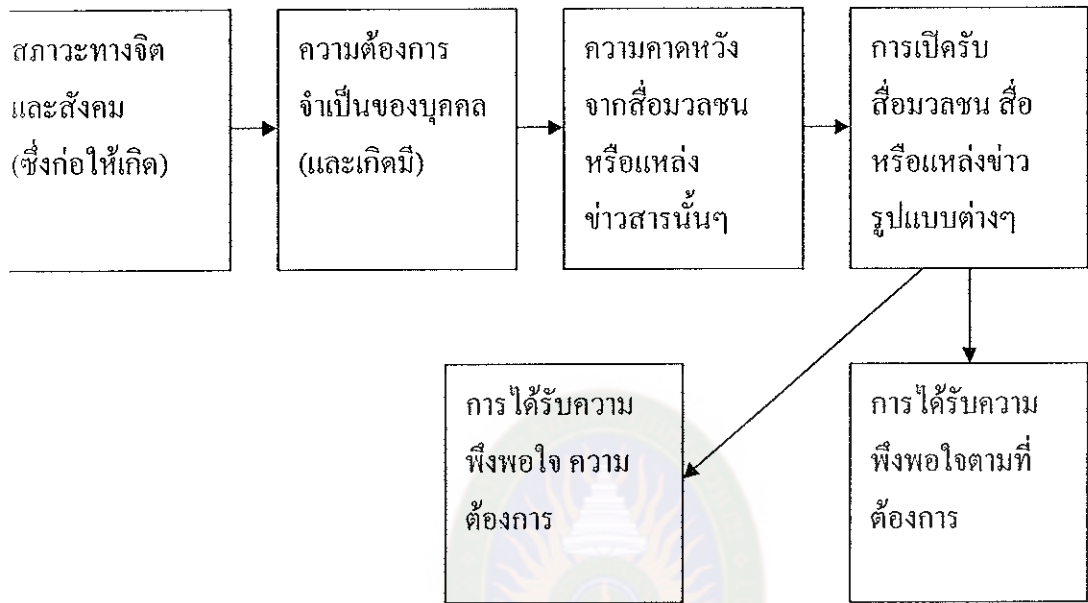 สภาวะทางจิต
และสังคม
(ซึ่งก่อให้เกิด)
ความต้องการ
จำเป็นของบุคคล
(และเกิดมี)
ความคาดหวัง
จากสื่อมวลชน
หรือแหล่ง
ข่าวสารนั้นๆ
การเปิดรับ
สื่อมวลชน สื่อ
หรือแหล่งข่าว
รูปแบบต่างๆ
การได้รับความ
พึงพอใจ ความ
ต้องการ
การได้รับความ
พึงพอใจตามที่
ต้องการ